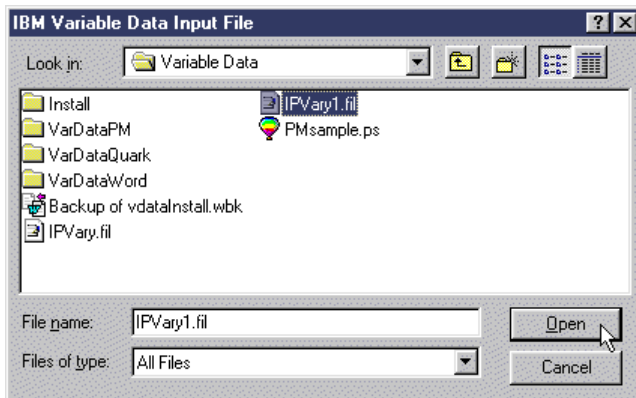 IBM Variable Data Input File
Look in: Variable Data
Install
VarDataPM
VarDataQuark
VarDataWord
Backup of vdataInstall.wbk
IPVary.fil
IPVary1.fil
PMsample.ps
File name: IPVary1.fil
Open
Files of type: All Files
Cancel